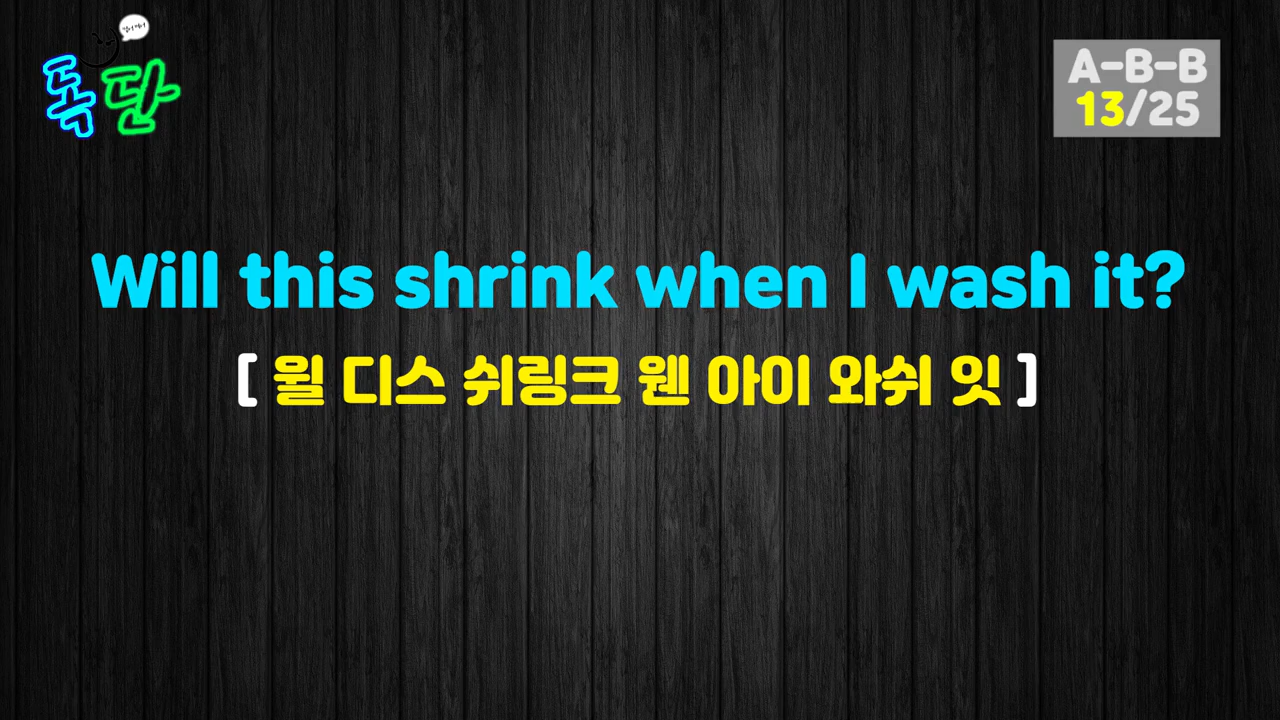 독단
A-B-B
13/25
Will this shrink when I wash it?
[ 윌 디스 쉬링크 웬 아이 와쉬 잇 ]